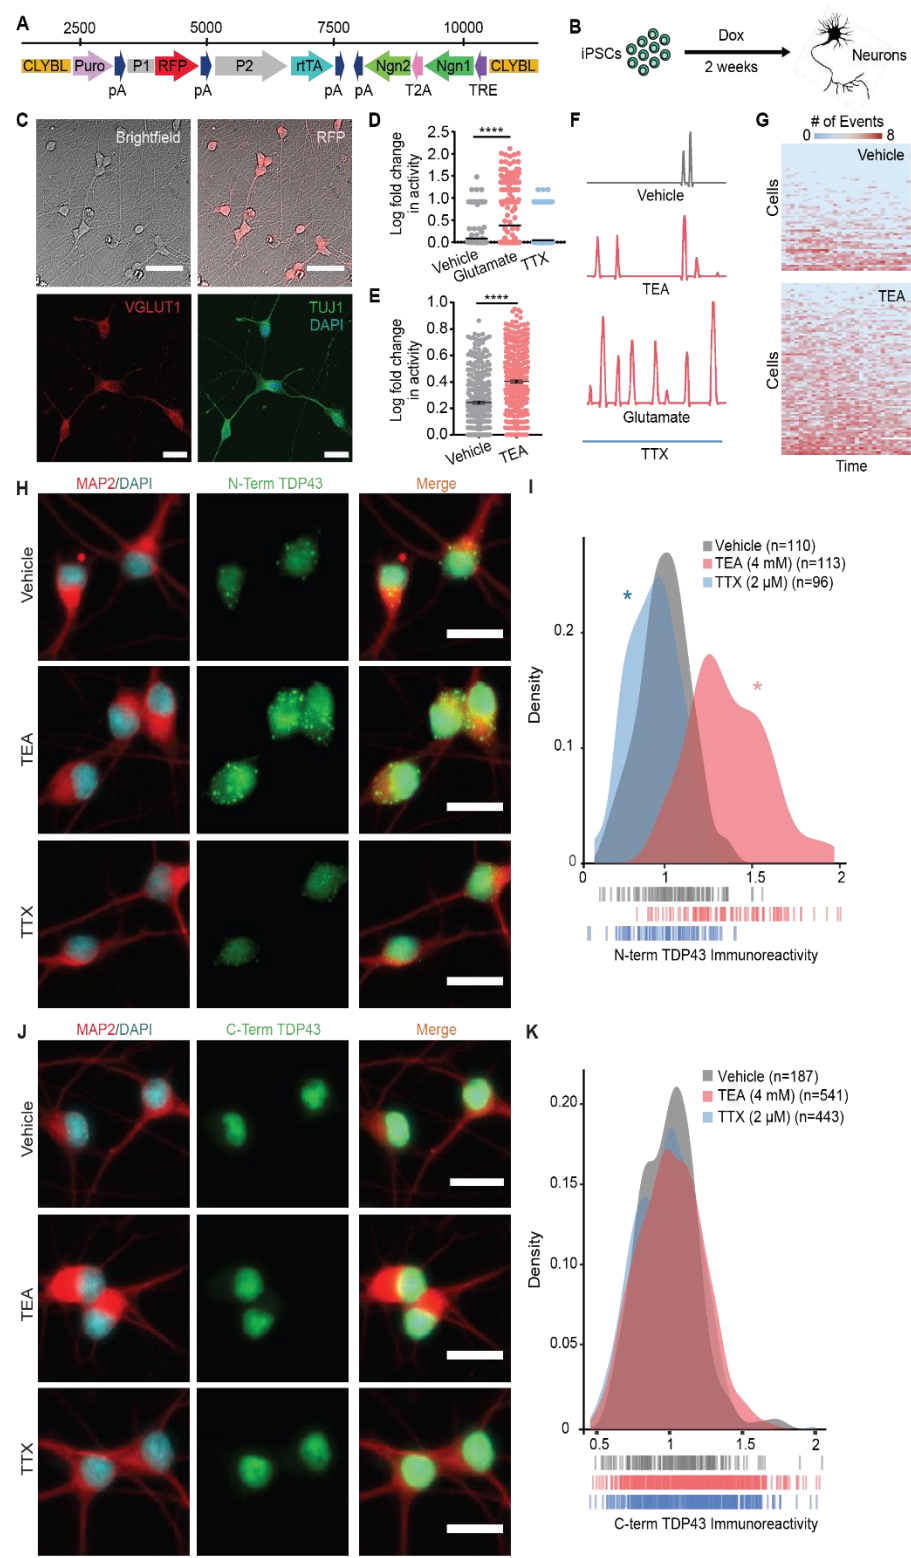 A
2500 5000 7500 10000
CLYBL Puro P1 RFP P2 rtTA Ngn2 Ngn1 CLYBL
pA pA pA pA T2A TRE
B
iPSCs Dox Neurons
2 weeks
C
Brightfield RFP
VGLUT1 TUJ1
DAPI
D
Log fold change
in activity
2.5
2.0
1.5
1.0
0.5
0.0
****
Vehicle Glutamate TTX
E
Log fold change
in activity
1.0
0.8
0.6
0.4
0.2
0.0
****
Vehicle TEA
F
Vehicle
TEA
Glutamate
TTX
G
# of Events
0 8
Vehicle
Cells
TEA
Cells
Time
H
MAP2/DAPI N-Term TDP43 Merge
Vehicle
TEA
TTX
I
Vehicle (n=110)
TEA (4 mM) (n=113)
TTX (2 µM) (n=96)
* *
Density
0.2
0.1
0
0 1 1.5 2
N-term TDP43 Immunoreactivity
J
MAP2/DAPI C-Term TDP43 Merge
Vehicle
TEA
TTX
K
Vehicle (n=187)
TEA (4 mM) (n=541)
TTX (2 µM) (n=443)
Density
0.20
0.15
0.10
0.05
0
0.5 1 1.5 2
C-term TDP43 Immunoreactivity